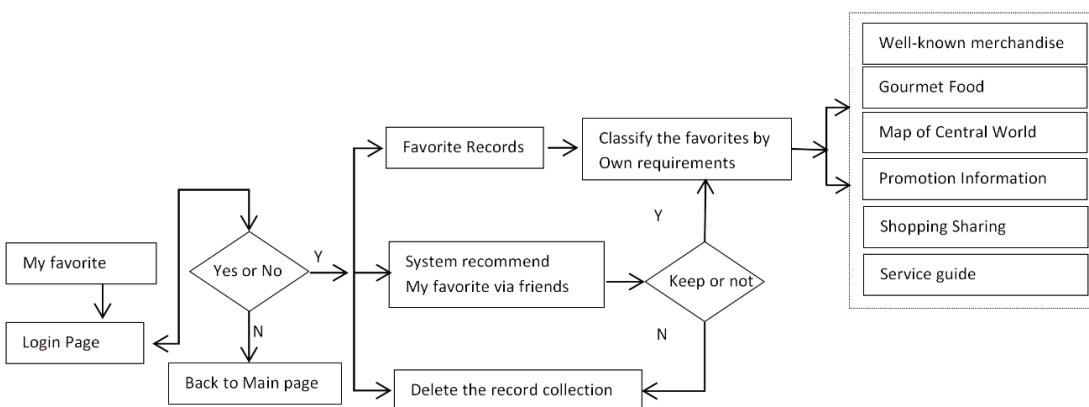 My favorite
Login Page
Yes or No
Y
N
Back to Main page
Favorite Records
System recommend
My favorite via friends
Delete the record collection
Classify the favorites by
Own requirements
Y
Keep or not
N
Well-known merchandise
Gourmet Food
Map of Central World
Promotion Information
Shopping Sharing
Service guide